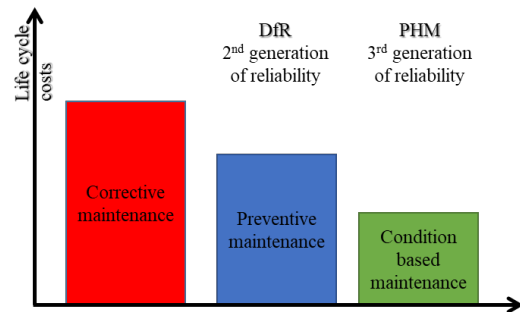 Life cycle
costs
DfR
2nd generation
of reliability
PHM
3rd generation
of reliability
Corrective
maintenance
Preventive
maintenance
Condition
based
maintenance